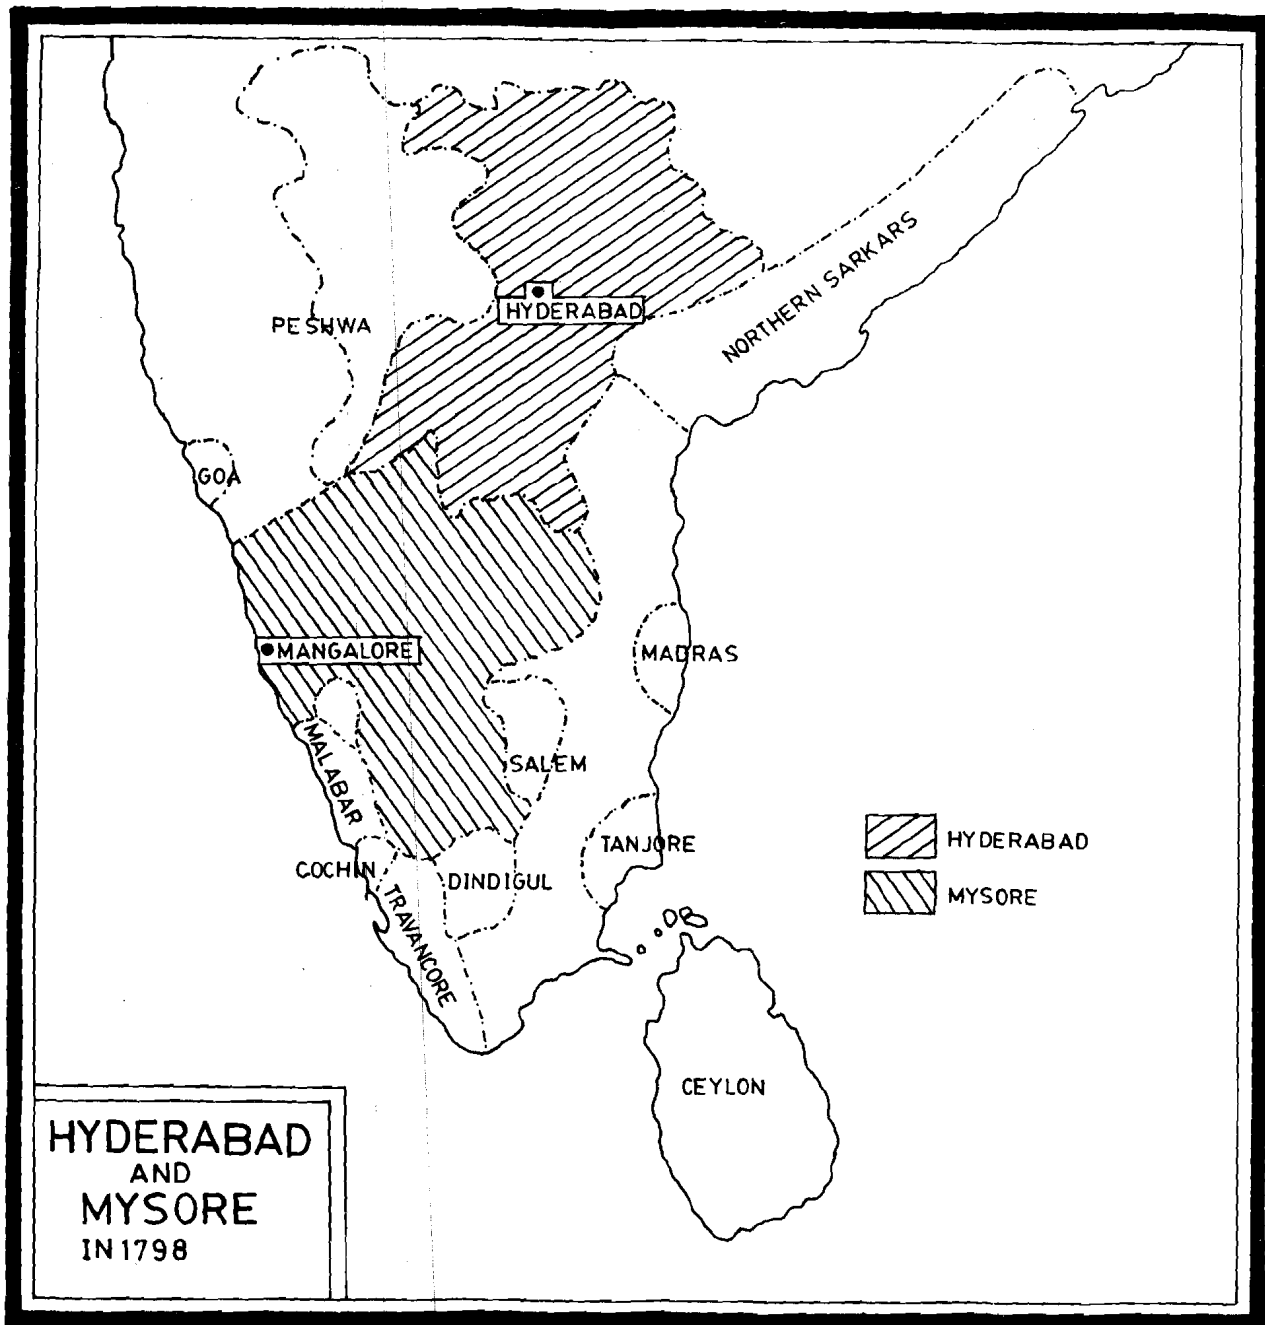 HYDERABAD
PESHWA
NORTHERN SARKARS
GOA
MANGALORE
MADRAS
MALABAR
SALEM
COCHIN
TRAVANCORE
DINDIGUL
TANJORE
HYDERABAD
MYSORE
CEYLON
HYDERABAD
AND
MYSORE
IN 1798